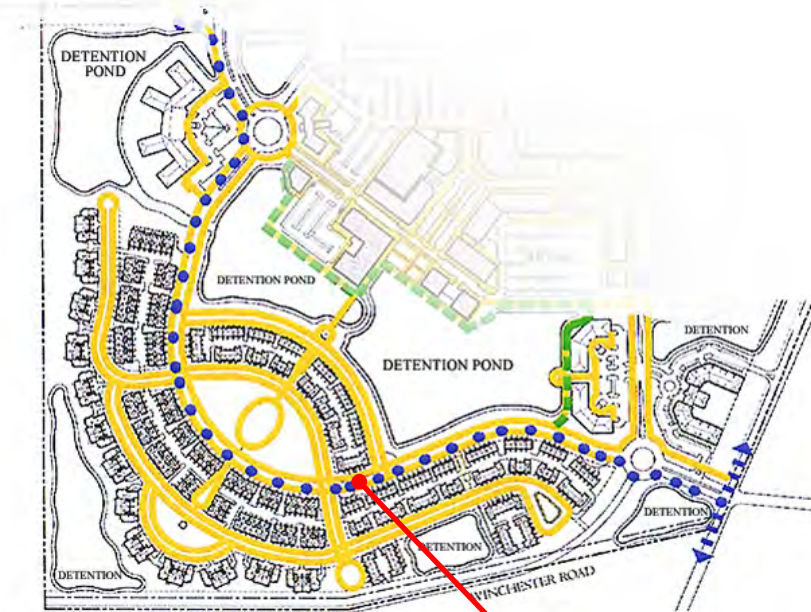 DETENTION
POND
DETENTION POND
DETENTION
DETENTION POND
DETENTION
DETENTION
DETENTION
WINCHESTER ROAD